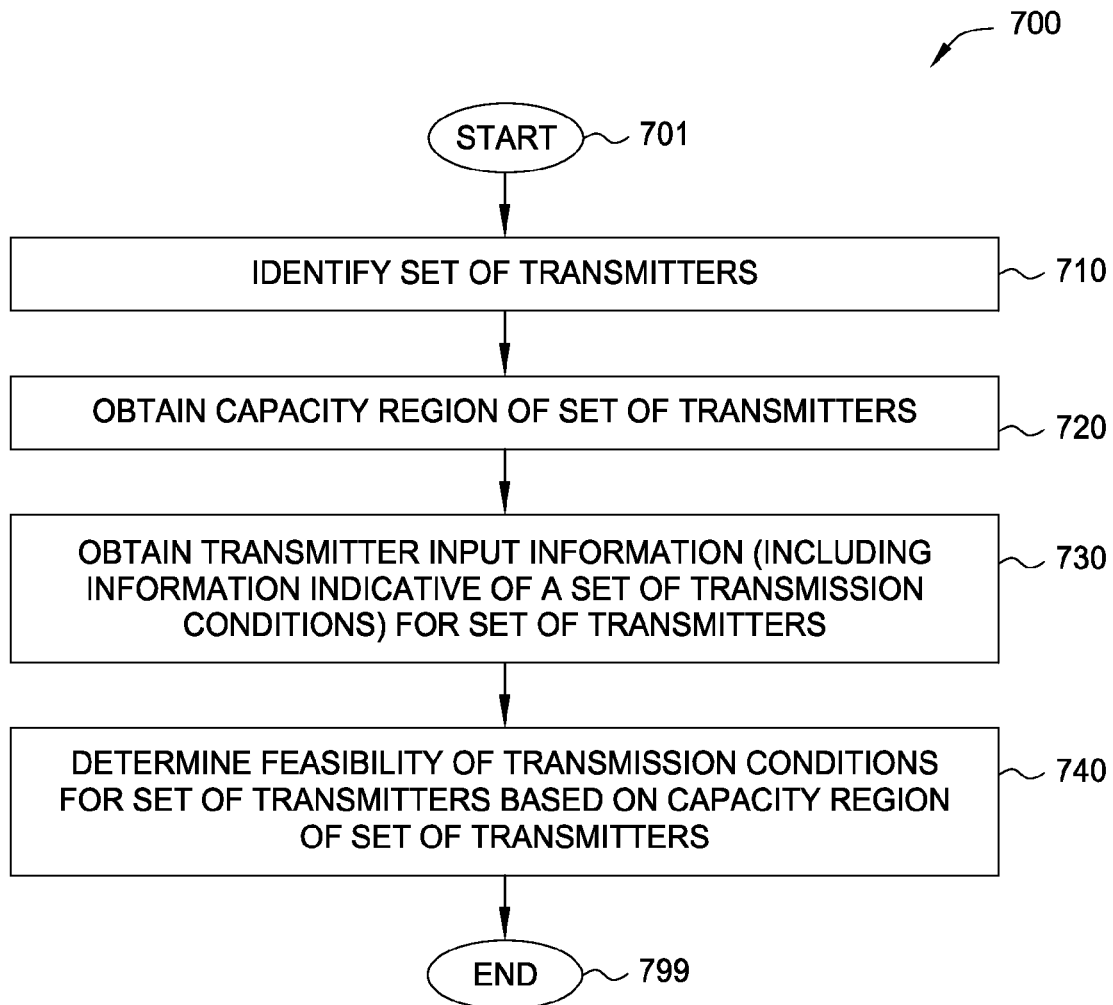 700
START 701
IDENTIFY SET OF TRANSMITTERS 710
OBTAIN CAPACITY REGION OF SET OF TRANSMITTERS 720
OBTAIN TRANSMITTER INPUT INFORMATION (INCLUDING
INFORMATION INDICATIVE OF A SET OF TRANSMISSION 730
CONDITIONS) FOR SET OF TRANSMITTERS
DETERMINE FEASIBILITY OF TRANSMISSION CONDITIONS 740
FOR SET OF TRANSMITTERS BASED ON CAPACITY REGION
OF SET OF TRANSMITTERS
END 799